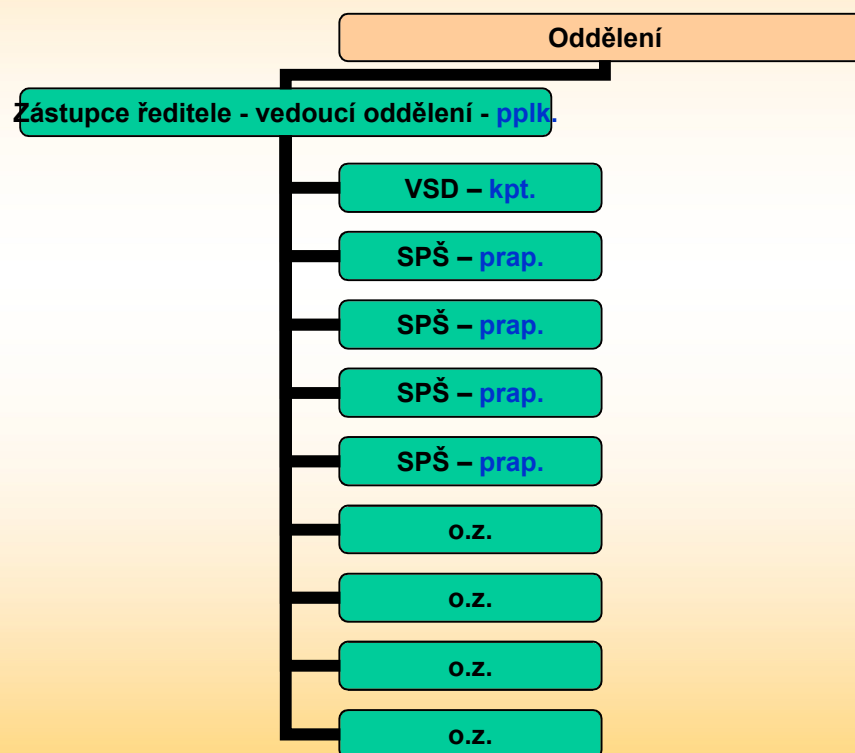 Oddělení
Zástupce ředitele - vedoucí oddělení - pplk.
VSD – kpt.
SPŠ – prap.
SPŠ – prap.
SPŠ – prap.
SPŠ – prap.
o.z.
o.z.
o.z.
o.z.